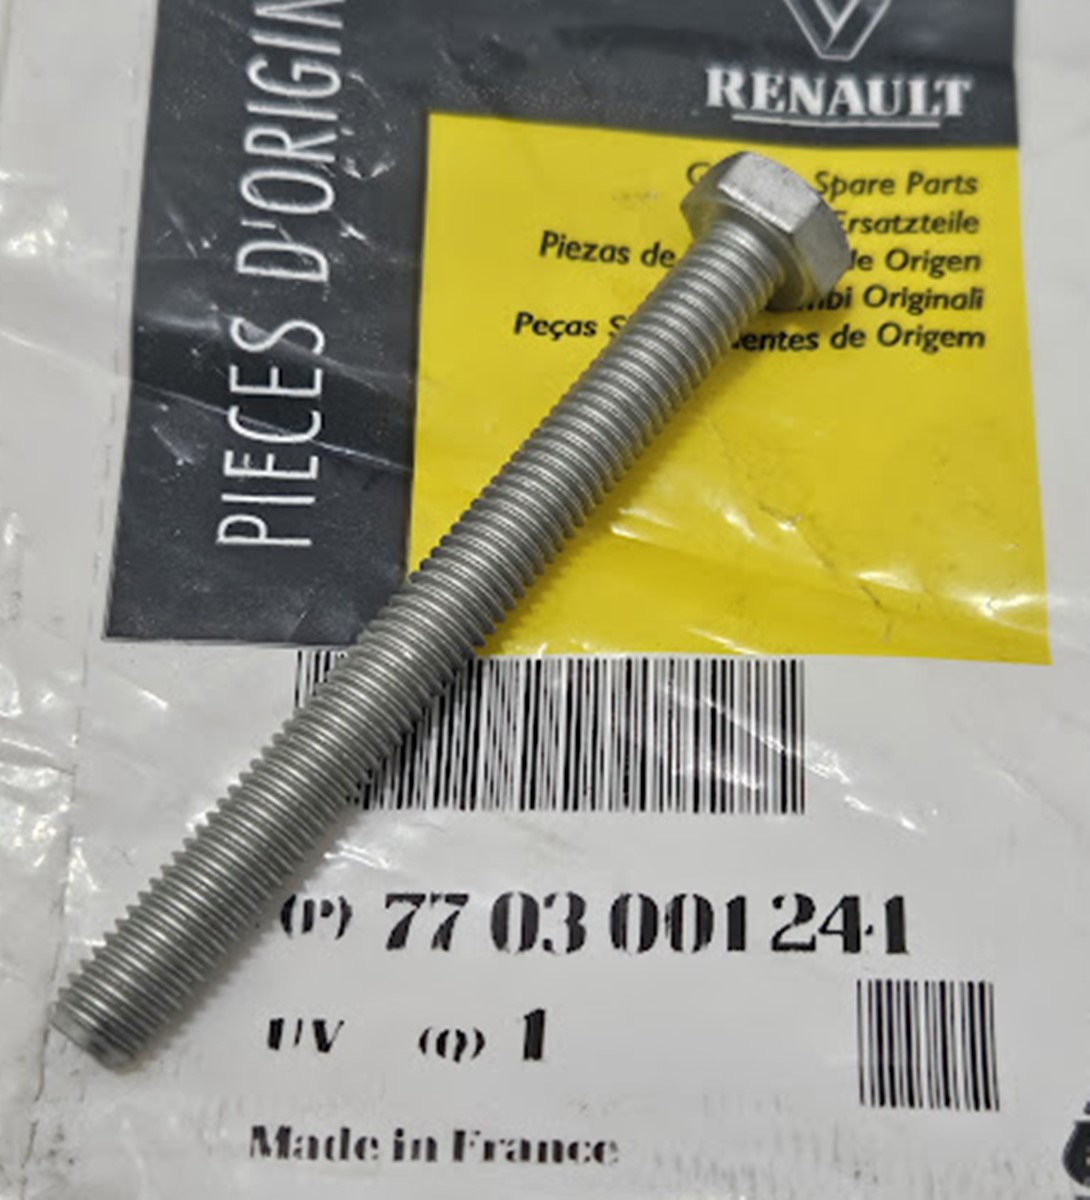 PIECES D'ORIGIN
RENAULT
Spare Parts
Ersatzteile
Piezas de de Origen
Originali
Peças de Origem
(P) 77 03 001 241
UV (Q) 1
Made in France